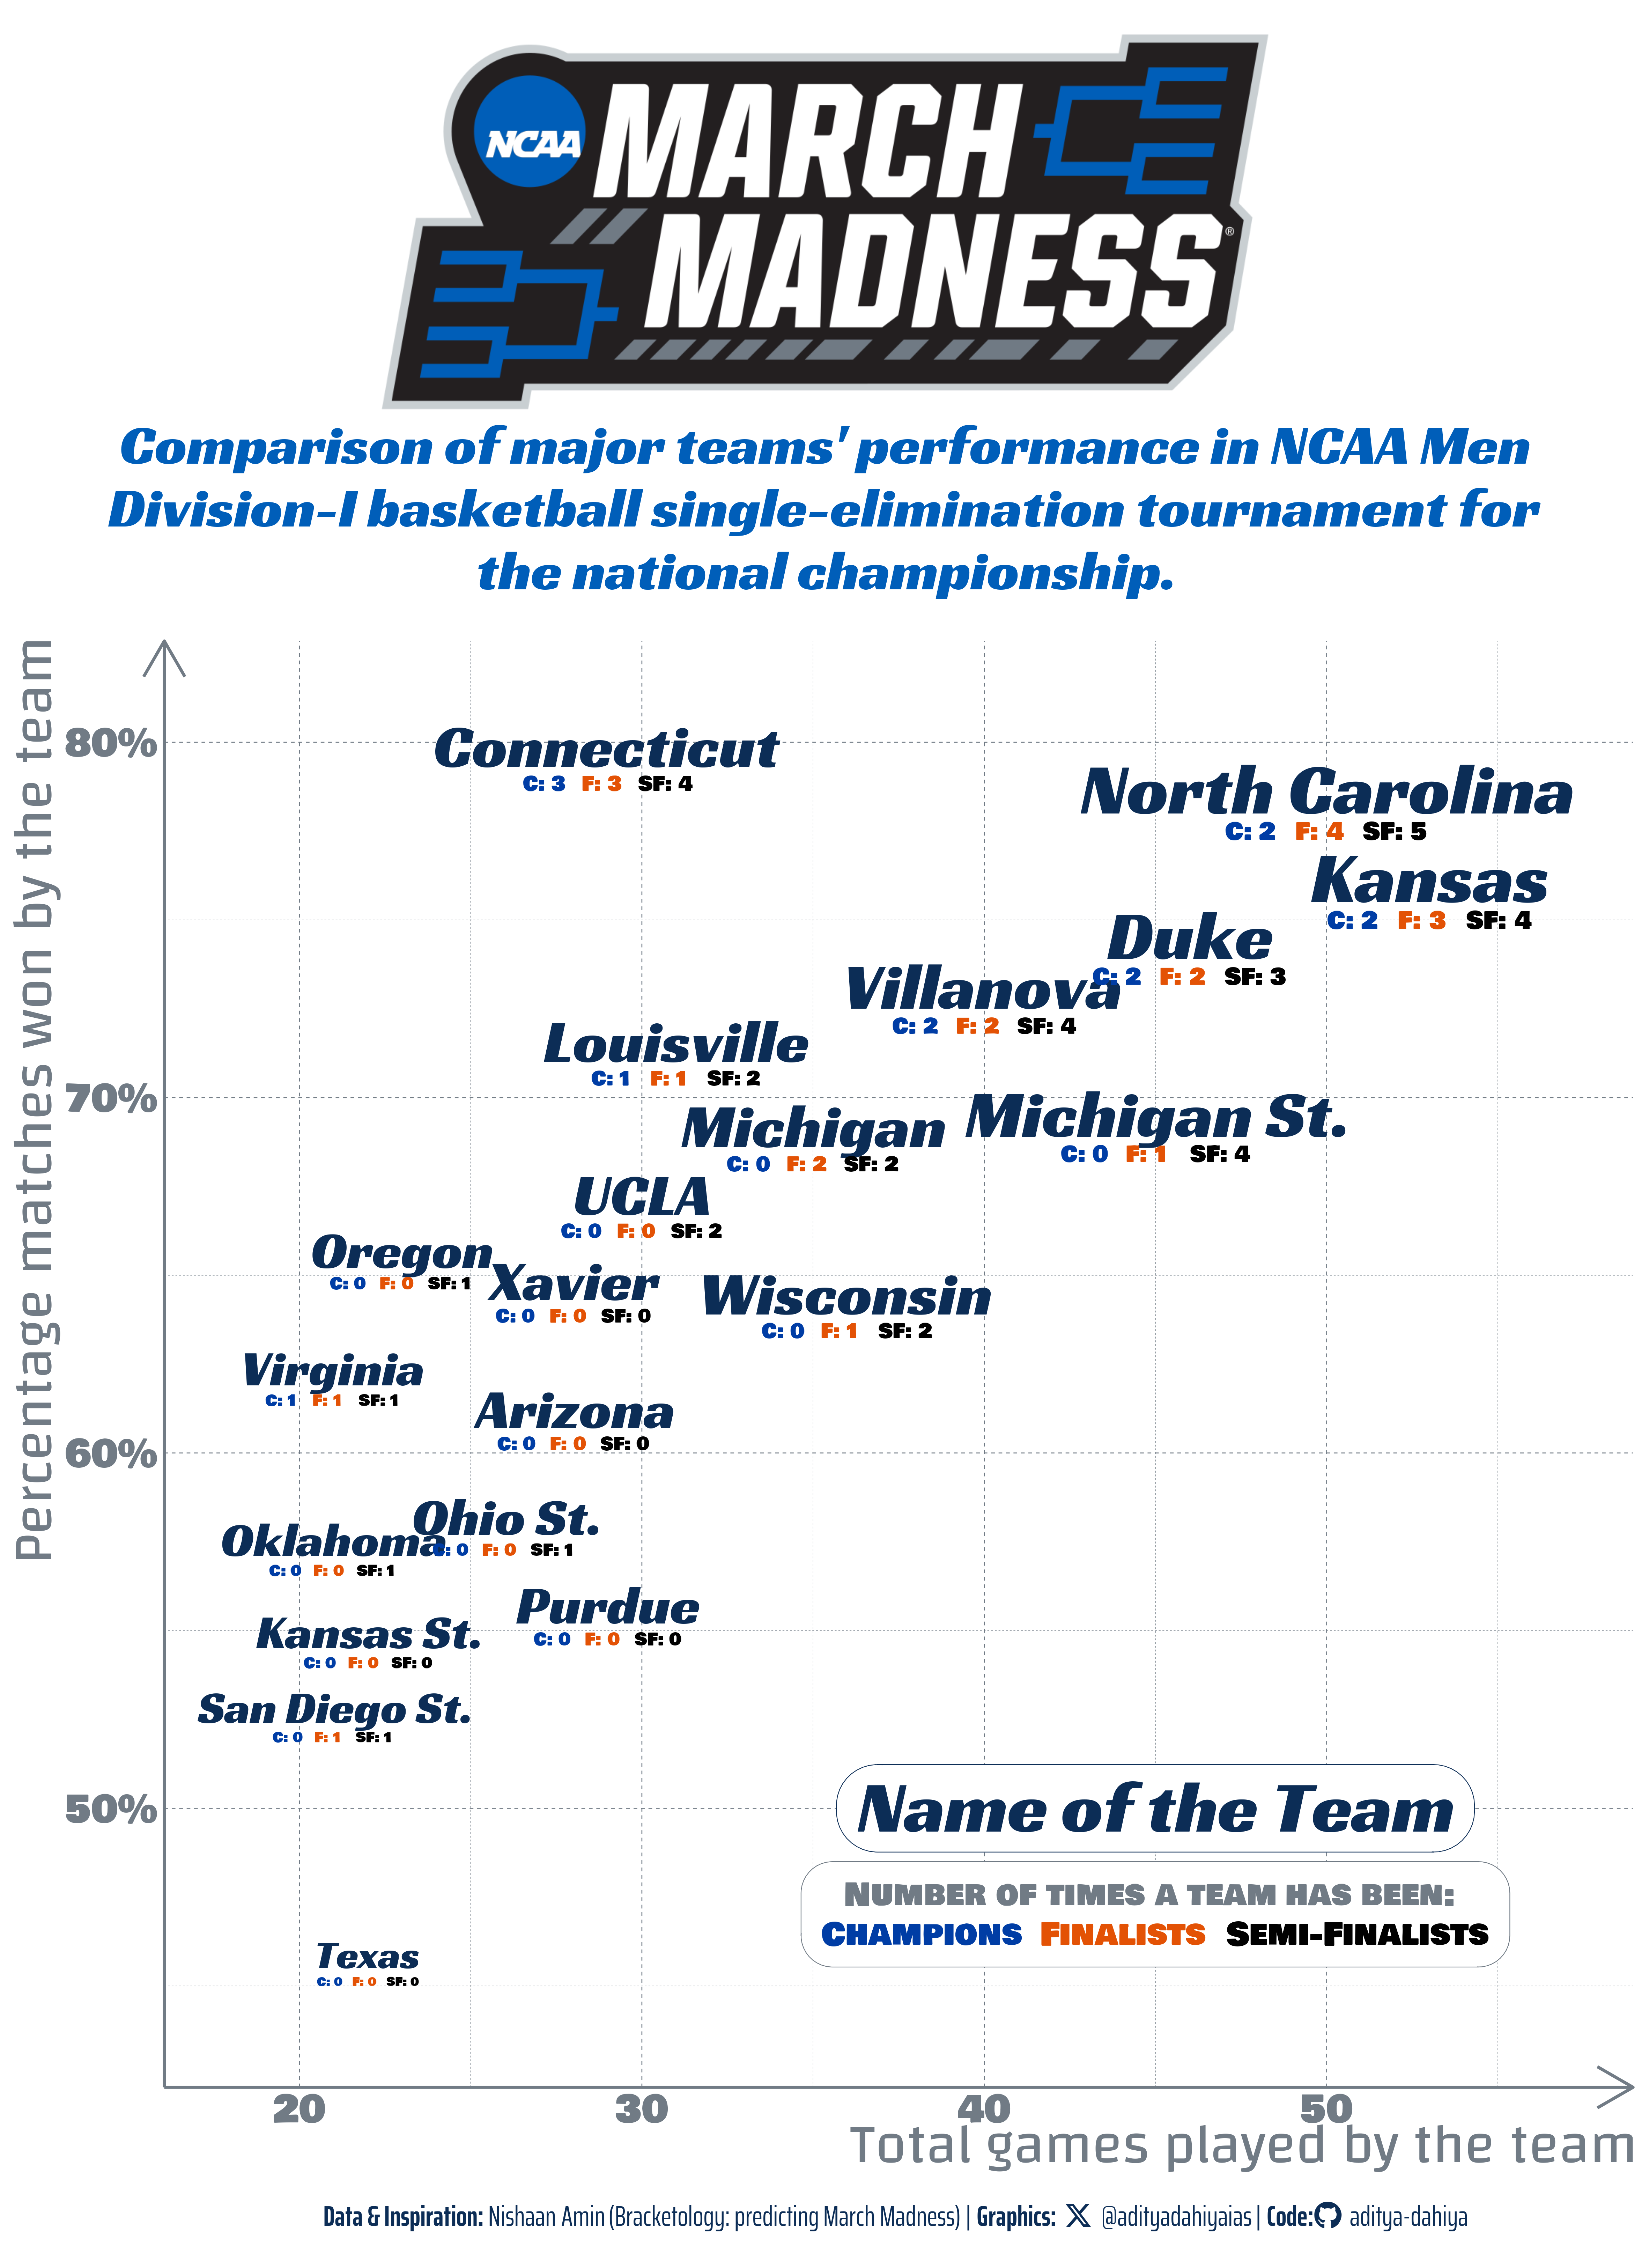 NCAA
MARCH
MADNESS®
Comparison of major teams' performance in NCAA Men
Division-I basketball single-elimination tournament for
the national championship.
Percentage matches won by the team
80%
70%
60%
50%
Connecticut
C: 3 F: 3 SF: 4
North Carolina
C: 2 F: 4 SF: 5
Kansas
C: 2 F: 3 SF: 4
Duke
C: 2 F: 2 SF: 3
Villanova
C: 2 F: 2 SF: 4
Louisville
C: 1 F: 1 SF: 2
Michigan
C: 0 F: 2 SF: 2
Michigan St.
C: 0 F: 1 SF: 4
UCLA
C: 0 F: 0 SF: 2
Oregon
C: 0 F: 0 SF: 1
Xavier
C: 0 F: 0 SF: 0
Wisconsin
C: 0 F: 1 SF: 2
Virginia
C: 1 F: 1 SF: 1
Arizona
C: 0 F: 0 SF: 0
Ohio St.
C: 0 F: 0 SF: 1
Oklahoma
C: 0 F: 0 SF: 1
Purdue
C: 0 F: 0 SF: 0
Kansas St.
C: 0 F: 0 SF: 0
San Diego St.
C: 0 F: 1 SF: 1
Texas
C: 0 F: 0 SF: 0
Name of the Team
NUMBER OF TIMES A TEAM HAS BEEN:
CHAMPIONS FINALISTS SEMI-FINALISTS
20 30 40 50
Total games played by the team
Data & Inspiration: Nishaan Amin (Bracketology: predicting March Madness) | Graphics: X @adityadahiyaias | Code: aditya-dahiya